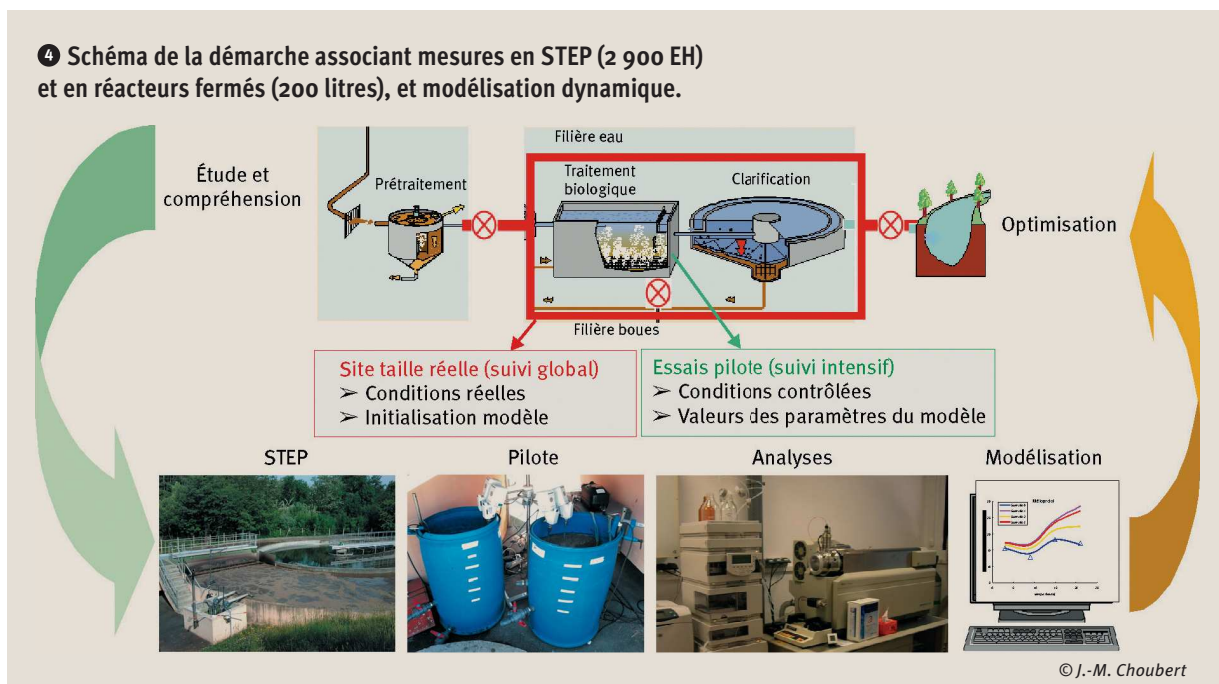 4 Schéma de la démarche associant mesures en STEP (2 900 EH)
et en réacteurs fermés (200 litres), et modélisation dynamique.
Étude et
compréhension
Prétraitement
Filière eau
Traitement
biologique
Clarification
Optimisation
Filière boues
Site taille réelle (suivi global)
➢ Conditions réelles
➢ Initialisation modèle
Essais pilote (suivi intensif)
➢ Conditions contrôlées
➢ Valeurs des paramètres du modèle
STEP
Pilote
Analyses
Modélisation
© J.-M. Choubert